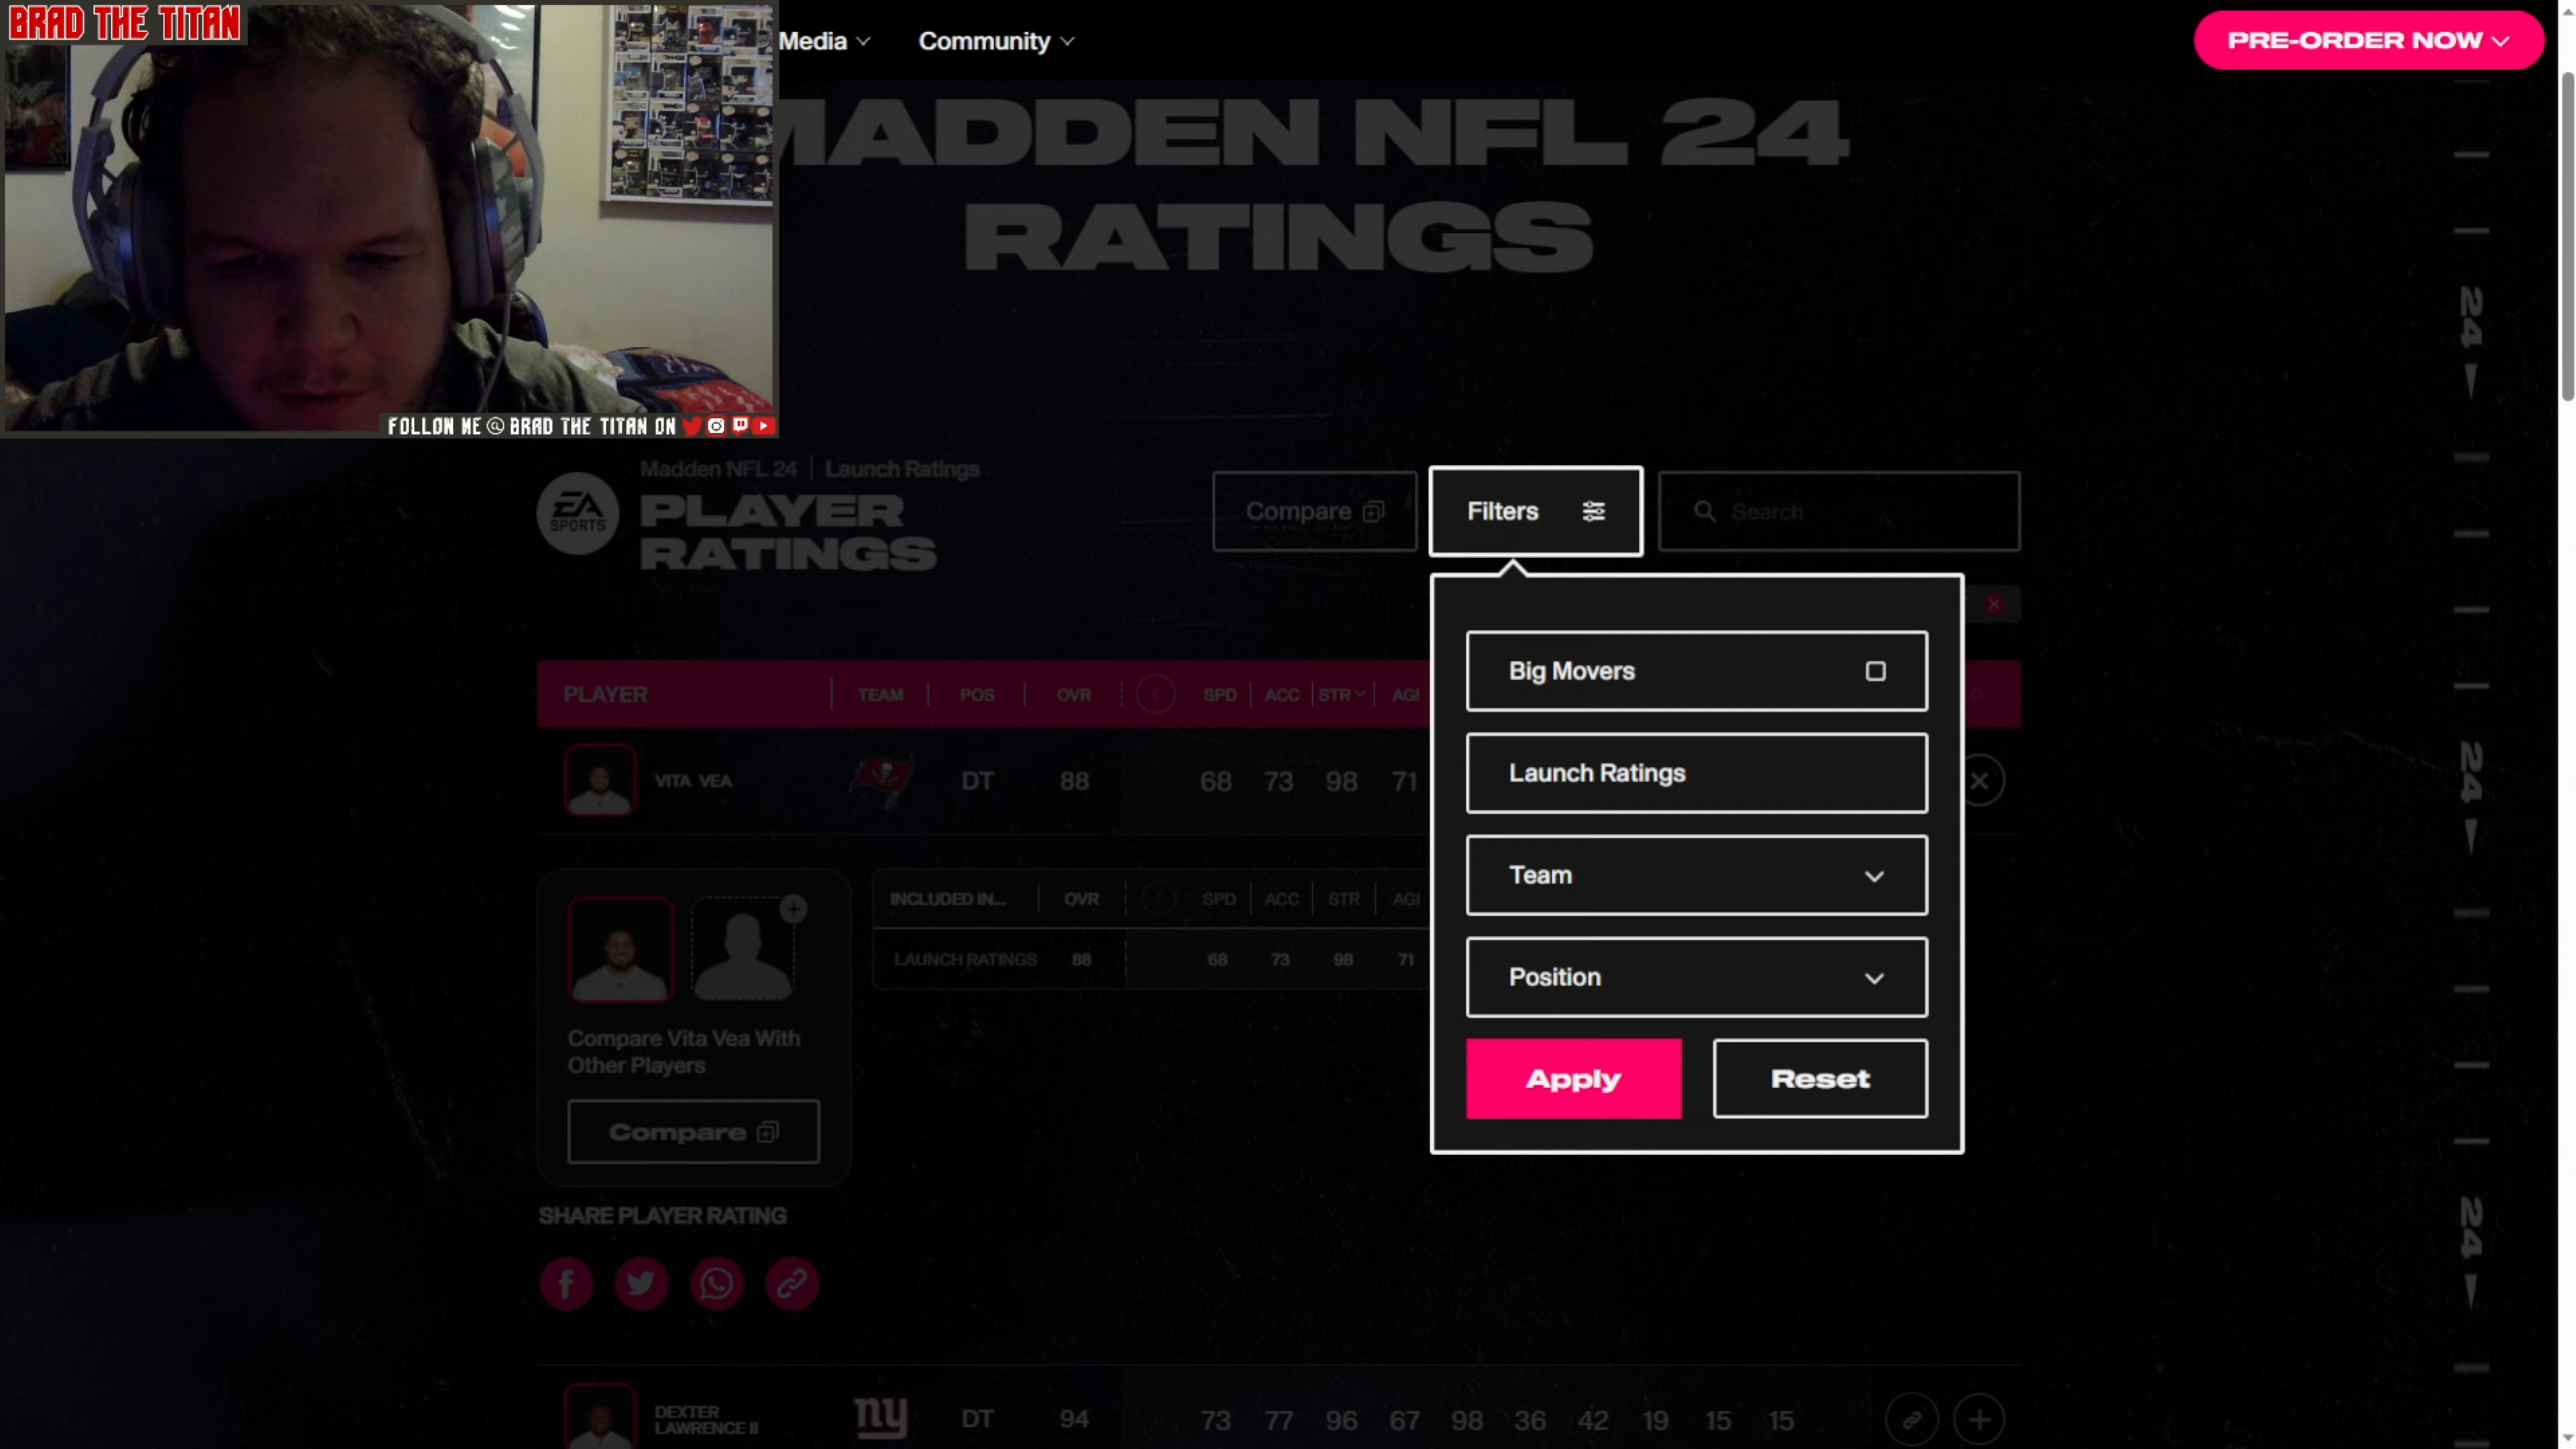 BRAD THE TITAN
Media
Community
PRE-ORDER NOW
MADDEN NFL 24
RATINGS
FOLLOW ME @ BRAD THE TITAN ON
Madden NFL 24 | Launch Ratings
EA SPORTS
PLAYER
RATINGS
Compare
Filters
Search
PLAYER TEAM POS OVR SPD ACC STR AGI
VITA VEA DT 88 68 73 98 71
Big Movers
Launch Ratings
Team
Position
Apply Reset
INCLUDED IN... OVR SPD ACC STR AGI
LAUNCH RATINGS 88 68 73 98 71
Compare Vita Vea With
Other Players
Compare
SHARE PLAYER RATING
DEXTER
LAWRENCE II
ny DT 94 73 77 96 67 98 36 42 19 15 15
24
24
24